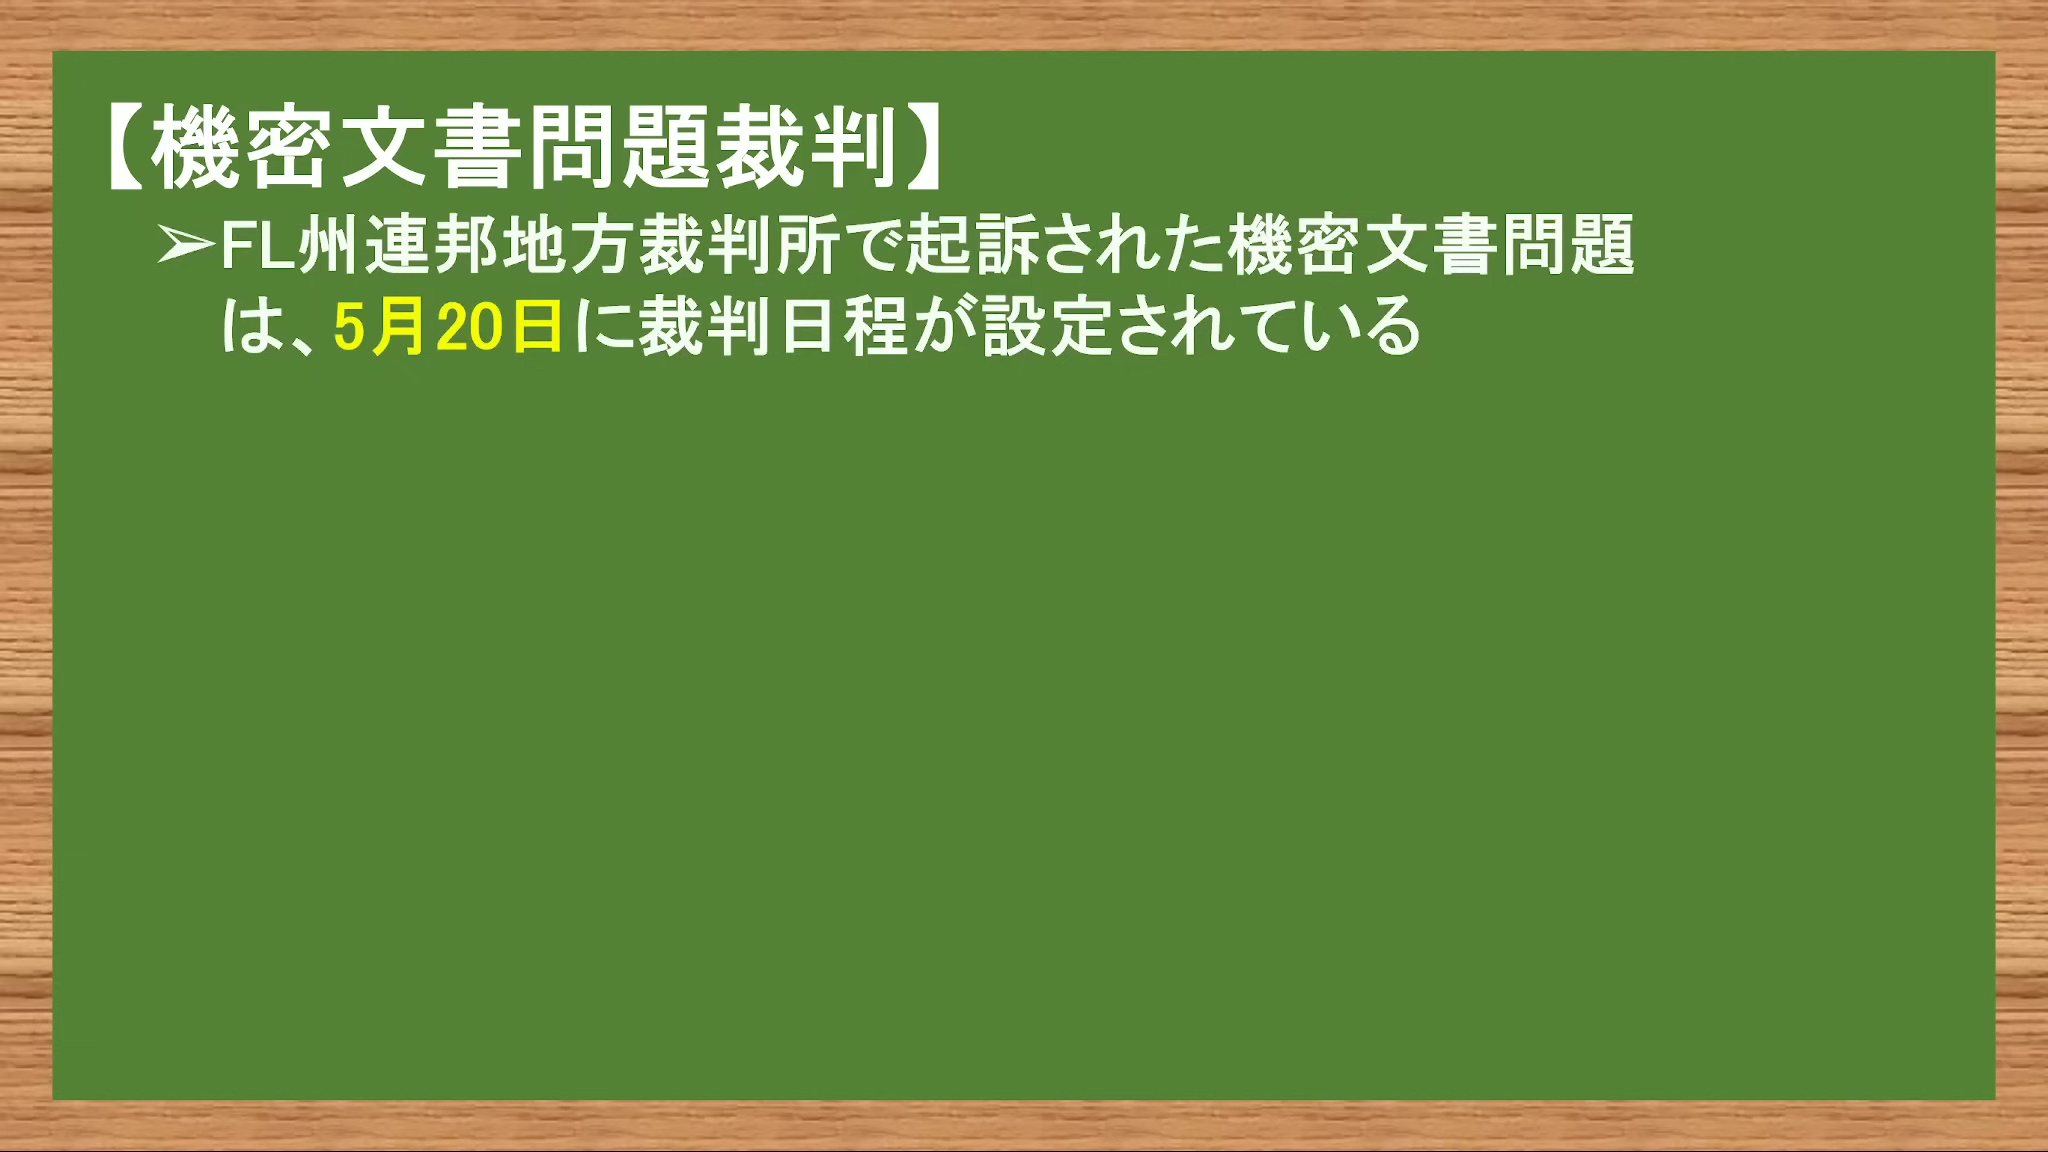 【機密文書問題裁判】
➢FL州連邦地方裁判所で起訴された機密文書問題
は、5月20日に裁判日程が設定されている